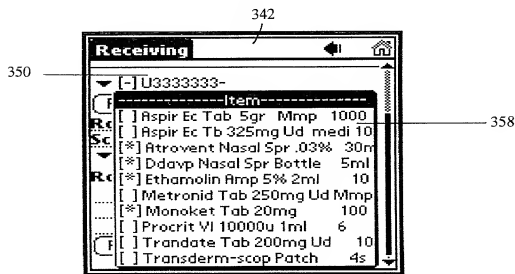 342
Receiving
350
[-] U3333333-
Item
[ ] Aspir Ec Tab 5gr Mmp 1000
358
[ ] Aspir Ec Tb 325mg Ud medi 10
[*] Atrovent Nasal Spr .03% 30m
[*] Ddavp Nasal Spr Bottle 5ml
[*] Ethamolin Amp 5% 2ml 10
[ ] Metronid Tab 250mg Ud Mmp
[*] Monoket Tab 20mg 100
[ ] Procrit Vl 10000u 1ml 6
[ ] Trandate Tab 200mg Ud 10
[ ] Transderm-scop Patch 4s